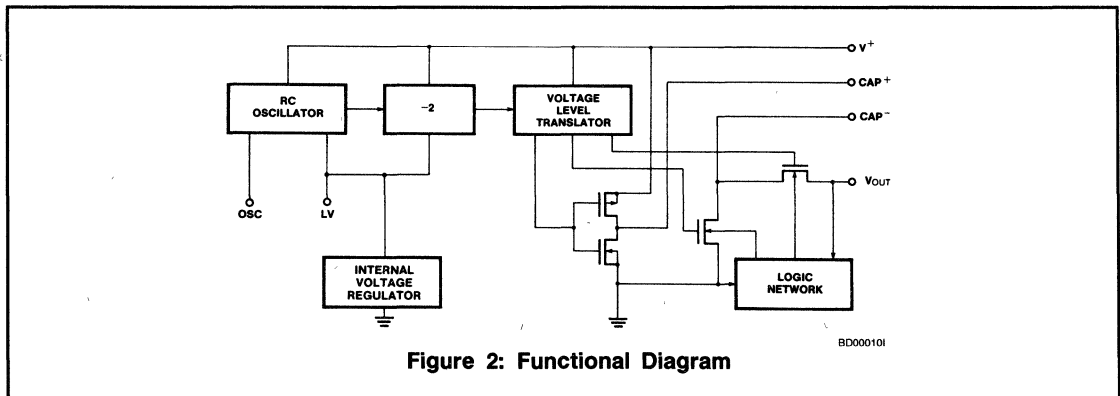 V+
CAP+
RC
OSCILLATOR
−2
VOLTAGE
LEVEL
TRANSLATOR
CAP−
OSC
LV
VOUT
INTERNAL
VOLTAGE
REGULATOR
LOGIC
NETWORK
BD00010I
Figure 2: Functional Diagram